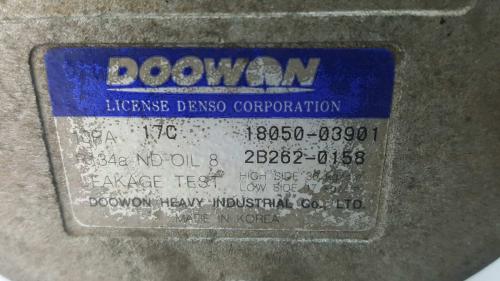 DOOWON
LICENSE DENSO CORPORATION
10PA 17C 18050-03901
R134a ND-OIL 8 2B262-0158
LEAKAGE TEST HIGH SIDE
LOW SIDE
DOOWON HEAVY INDUSTRIAL Co., LTD.
MADE IN KOREA